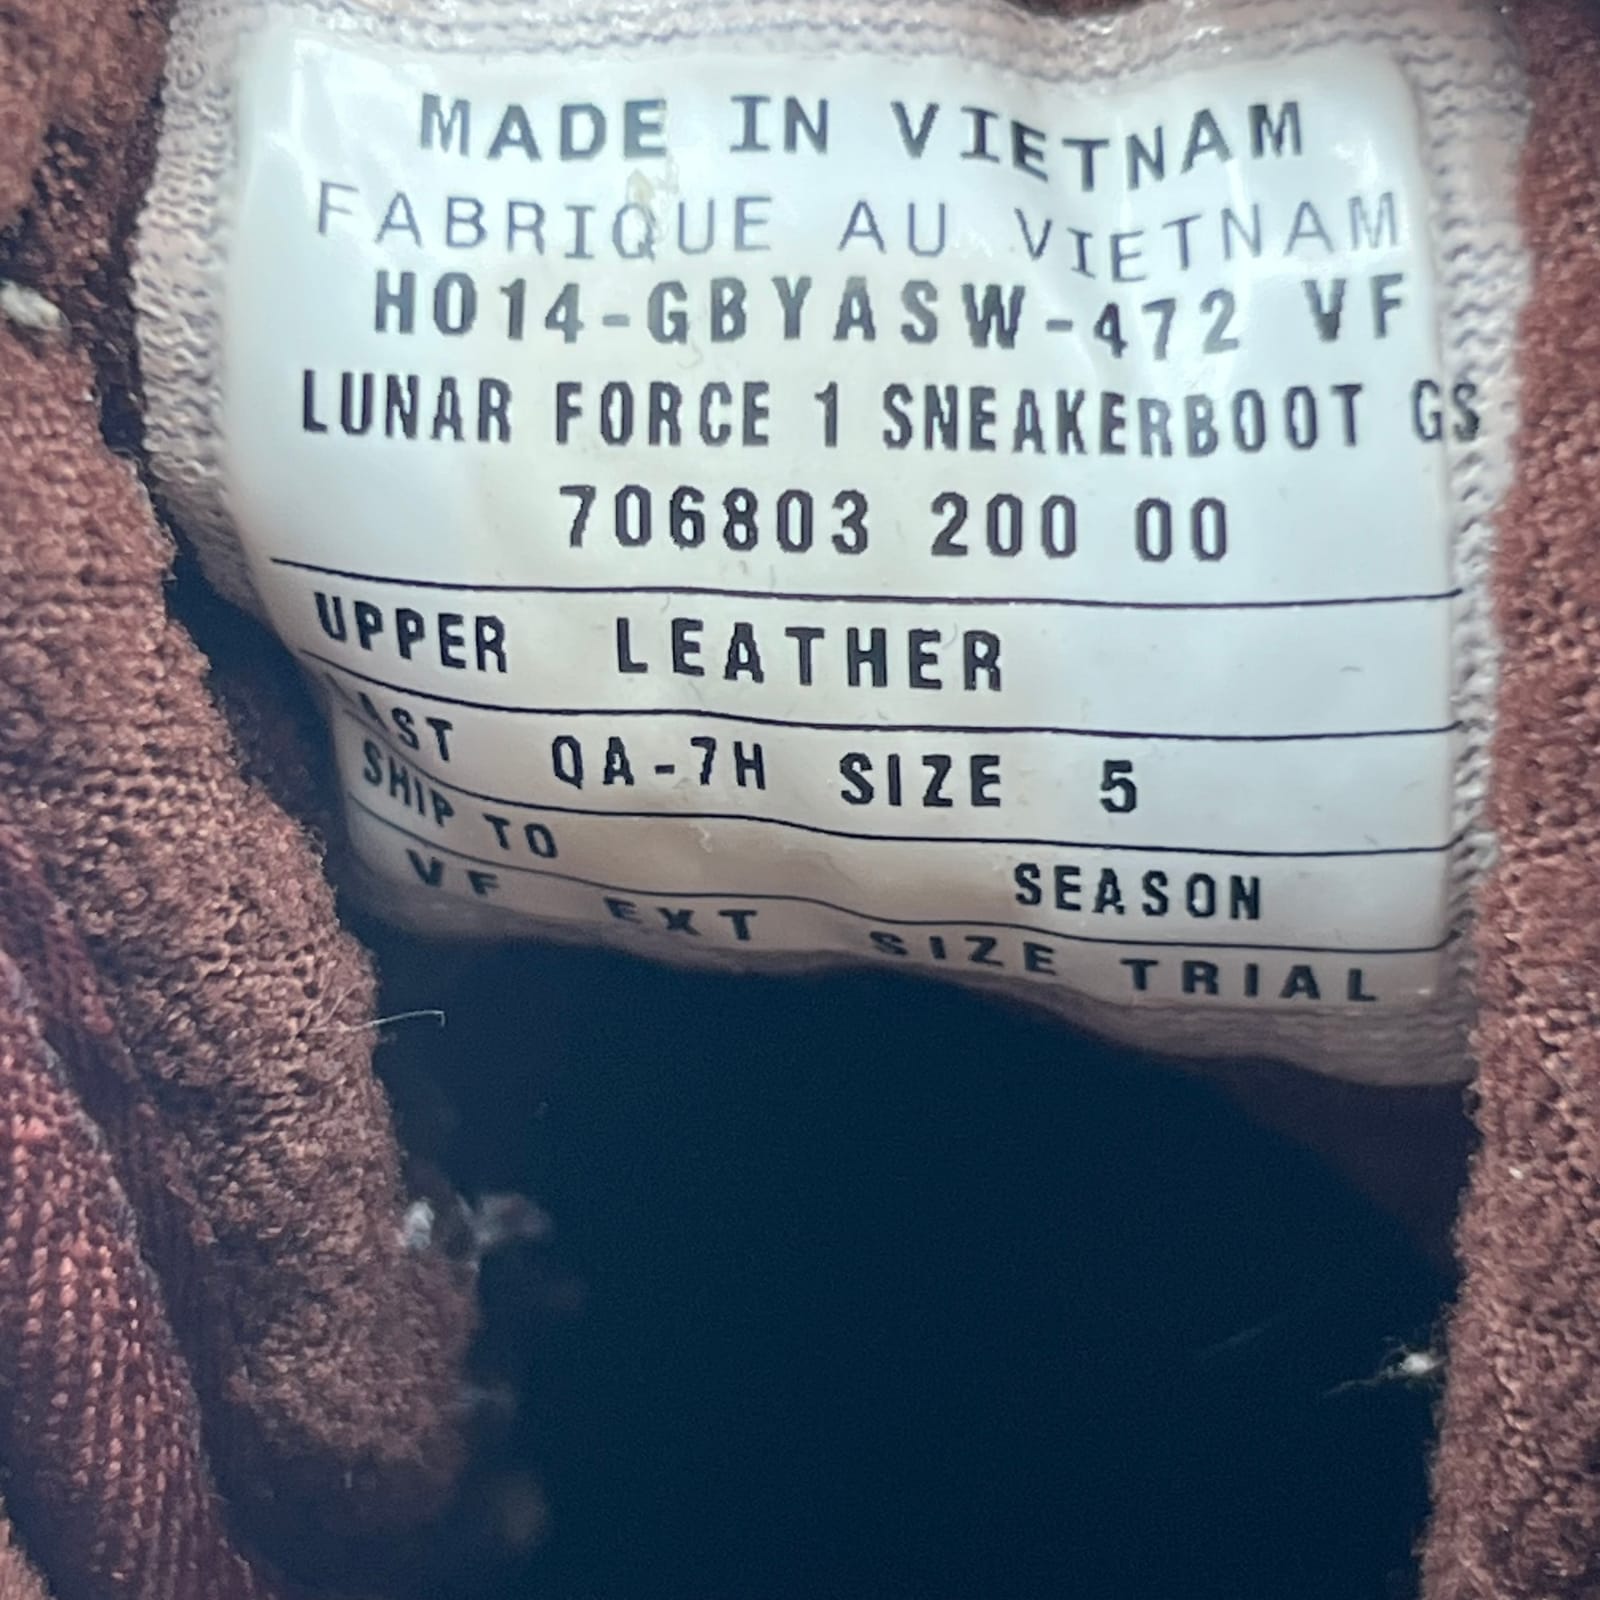 MADE IN VIETNAM
FABRIQUE AU VIETNAM
HO14-GBYASW-472 VF
LUNAR FORCE 1 SNEAKERBOOT GS
706803 200 00
UPPER LEATHER
LAST QA-7H SIZE 5
SHIP TO SEASON
VF EXT SIZE TRIAL